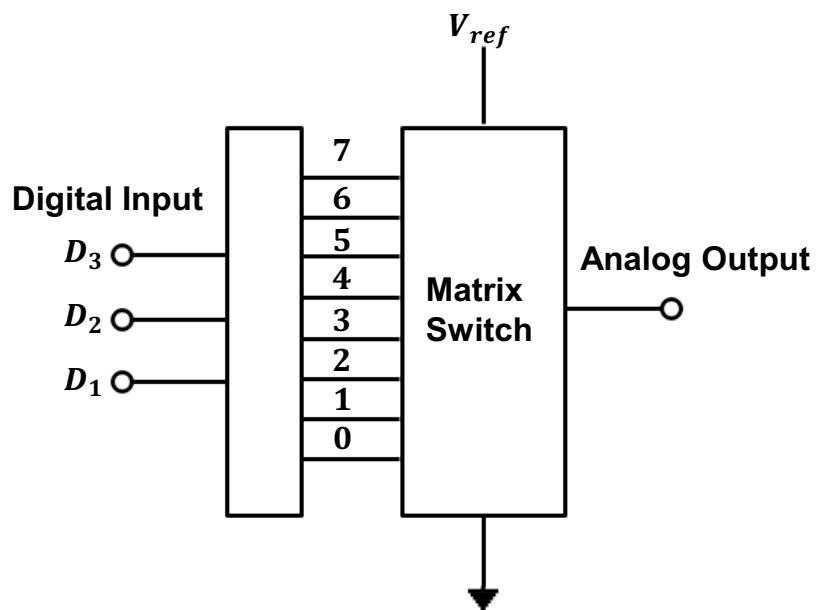 V_ref
Digital Input
D_3
D_2
D_1
7
6
5
4
3
2
1
0
Matrix
Switch
Analog Output